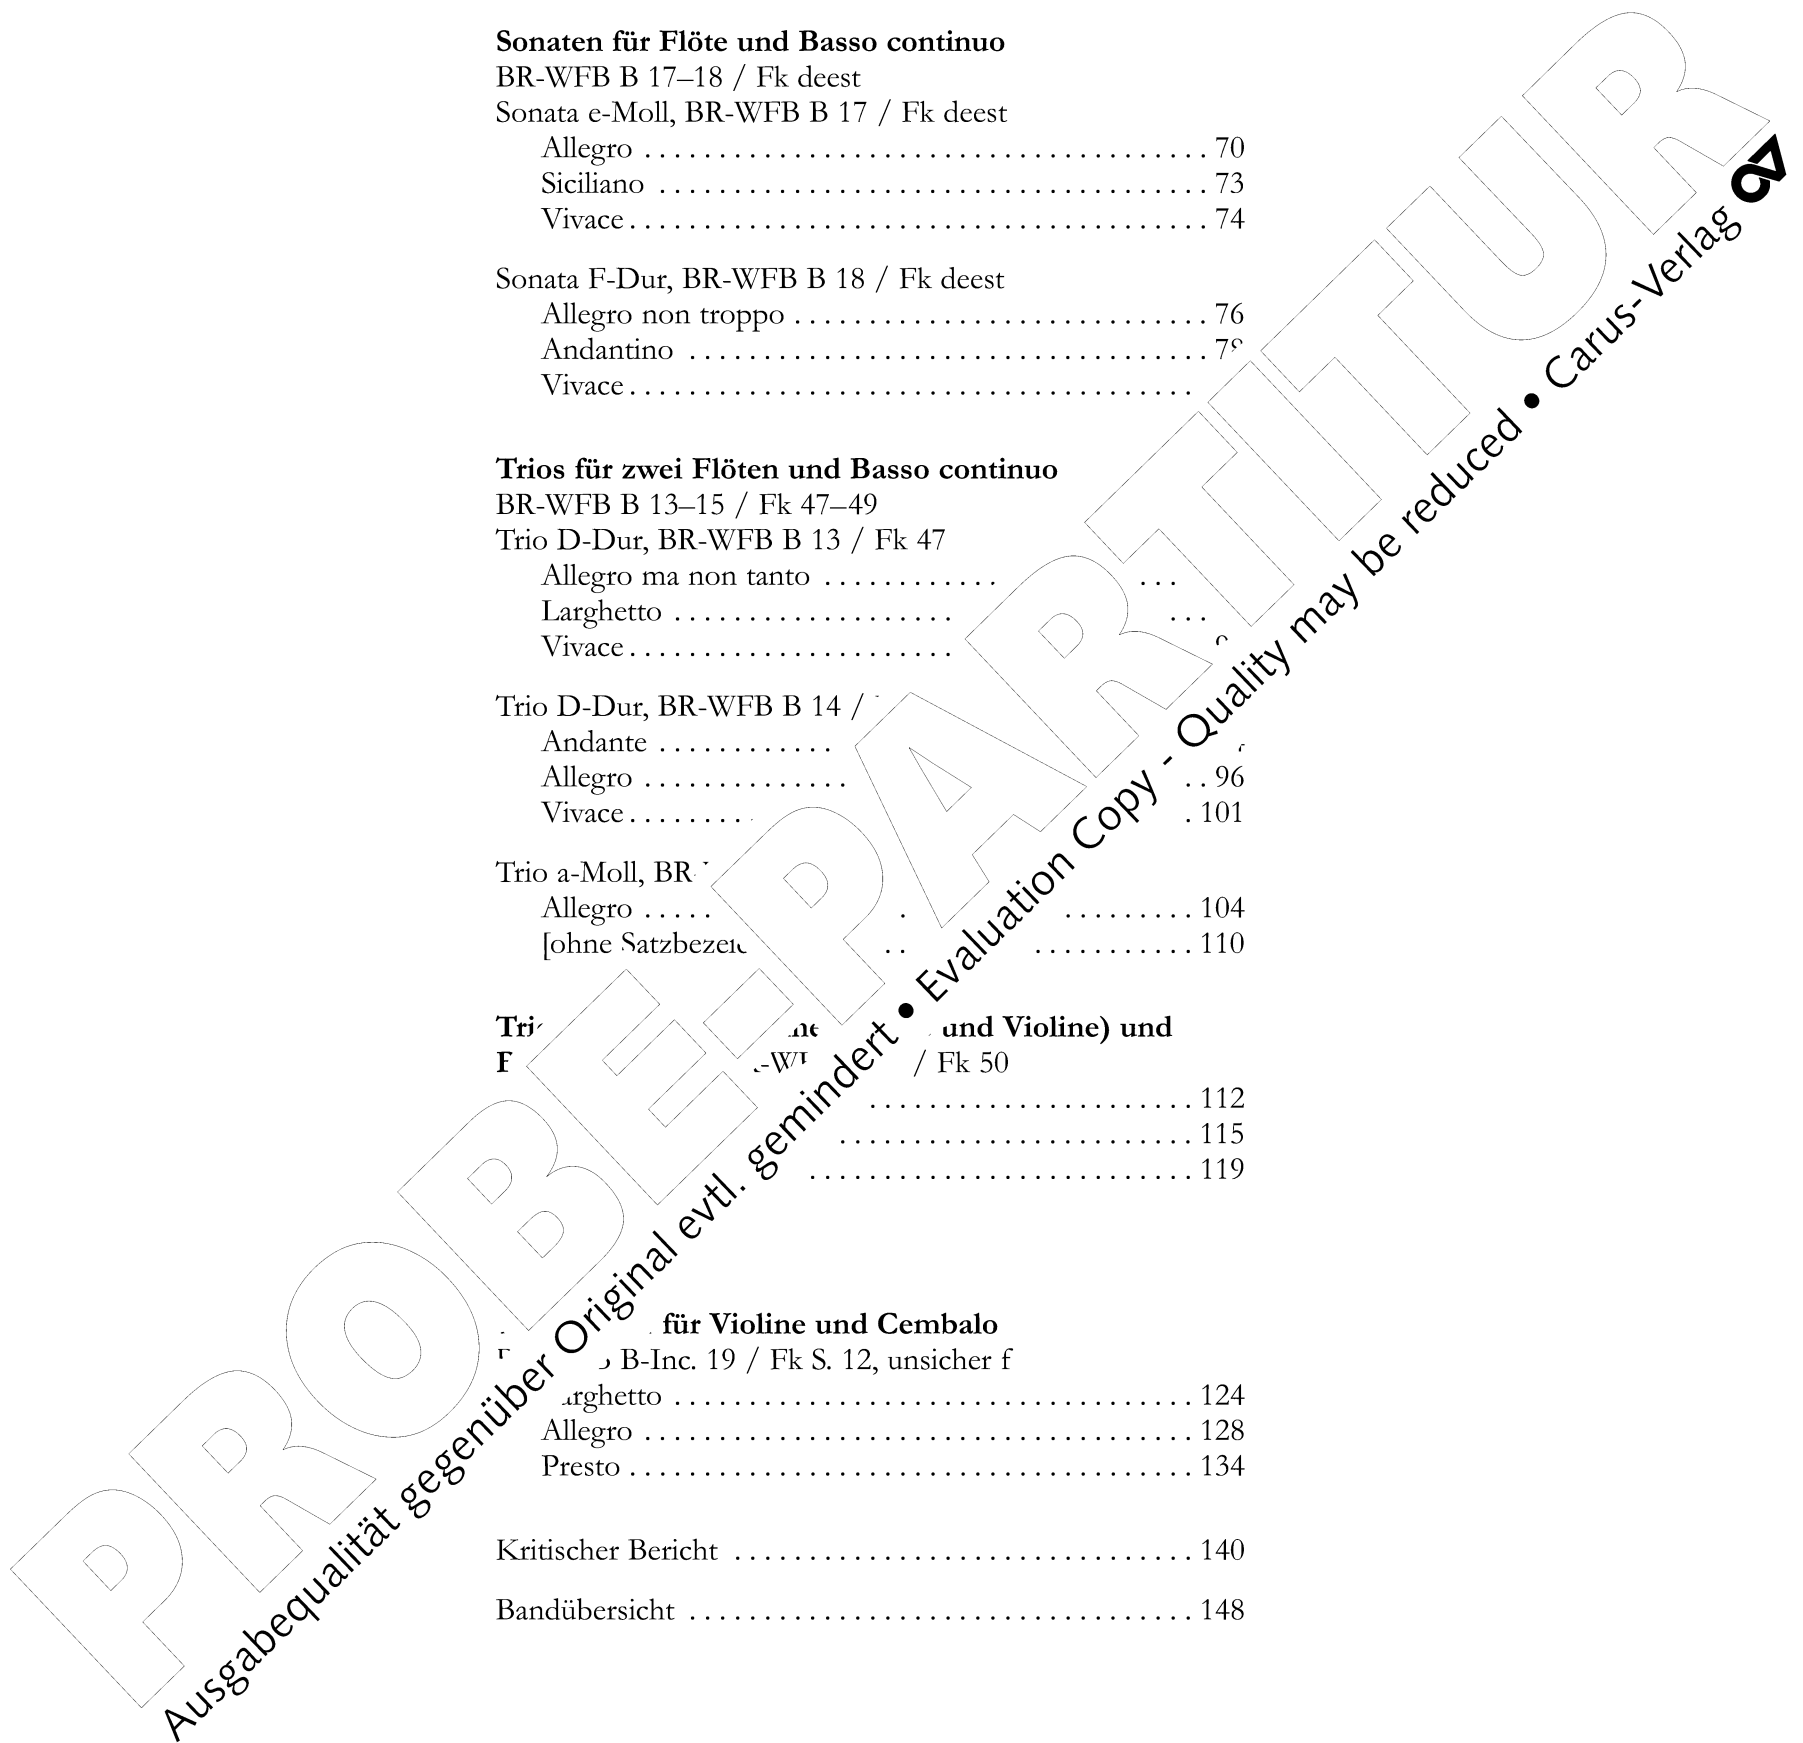 Sonaten für Flöte und Basso continuo
BR-WFB B 17–18 / Fk deest
Sonata e-Moll, BR-WFB B 17 / Fk deest
Allegro . . . . . . . . . . . . . . . . . . . . . . . . . . . . . . . . . . . . . . 70
Siciliano . . . . . . . . . . . . . . . . . . . . . . . . . . . . . . . . . . . . . 73
Vivace . . . . . . . . . . . . . . . . . . . . . . . . . . . . . . . . . . . . . . . 74
Sonata F-Dur, BR-WFB B 18 / Fk deest
Allegro non troppo . . . . . . . . . . . . . . . . . . . . . . . . . . . . 76
Andantino . . . . . . . . . . . . . . . . . . . . . . . . . . . . . . . . . . .
Vivace . . . . . . . . . . . . . . . . . . . . . . . . . . . . . . . . . . . . . .
Trios für zwei Flöten und Basso continuo
BR-WFB B 13–15 / Fk 47–49
Trio D-Dur, BR-WFB B 13 / Fk 47
Allegro ma non tanto . . . . . . . . . . . . . . .
Larghetto . . . . . . . . . . . . . . . . . . . . . .
Vivace . . . . . . . . . . . . . . . . . . . . . .
Trio D-Dur, BR-WFB B 14 /
Andante . . . . . . . . . . . .
Allegro . . . . . . . . . . . . . . . . 96
Vivace . . . . . . . . . . 101
Trio a-Moll, BR-
Allegro . . . . . . . . . . . . . . . 104
[ohne . . . . . . . . . . . . . 110
und Violine) und
/ Fk 50
. . . . . . . . . . . . . . . . . . . . . . 112
. . . . . . . . . . . . . . . . . . . . . . . . 115
. . . . . . . . . . . . . . . . . . . . . . . . . . 119
für Violine und Cembalo
B-Inc. 19 / Fk S. 12, unsicher
. . . . . . . . . . . . . . . . . . . . . . . . . . . . . . . . . . . 124
Allegro . . . . . . . . . . . . . . . . . . . . . . . . . . . . . . . . . . . . . 128
Presto . . . . . . . . . . . . . . . . . . . . . . . . . . . . . . . . . . . . . . 134
Kritischer Bericht . . . . . . . . . . . . . . . . . . . . . . . . . . . . . . . 140
Bandübersicht . . . . . . . . . . . . . . . . . . . . . . . . . . . . . . . . . . 148
PROBE-PARTITUR
Ausgabequalität gegenüber Original evtl. gemindert • Evaluation Copy - Quality may be reduced • Carus-Verlag